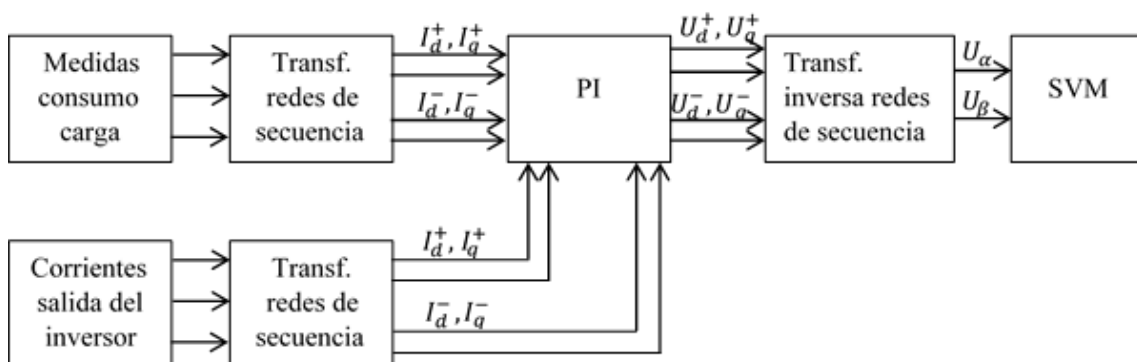 Medidas
consumo
carga
Transf.
redes de
secuencia
I_d^+, I_q^+
I_d^-, I_q^-
PI
U_d^+, U_q^+
U_d^-, U_q^-
Transf.
inversa redes
de secuencia
U_α
U_β
SVM
Corrientes
salida del
inversor
Transf.
redes de
secuencia
I_d^+, I_q^+
I_d^-, I_q^-